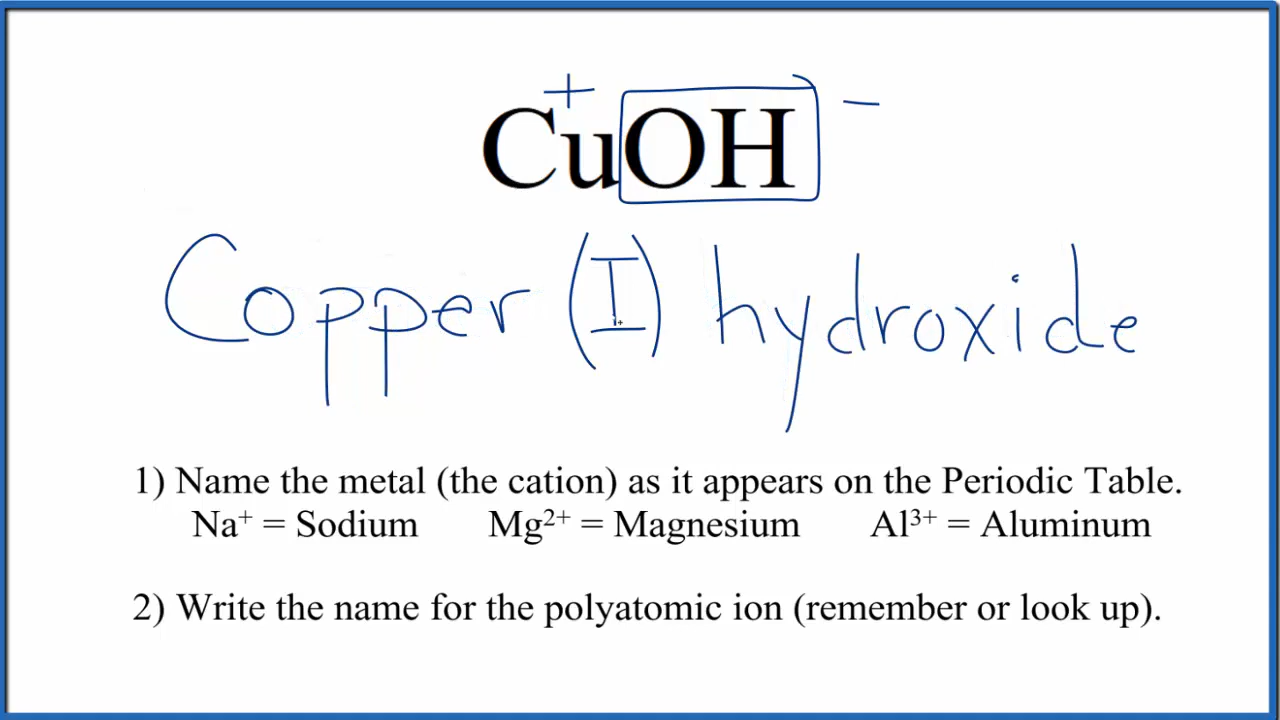 + −
CuOH
Copper (I) hydroxide
1) Name the metal (the cation) as it appears on the Periodic Table.
Na⁺ = Sodium Mg²⁺ = Magnesium Al³⁺ = Aluminum
2) Write the name for the polyatomic ion (remember or look up).